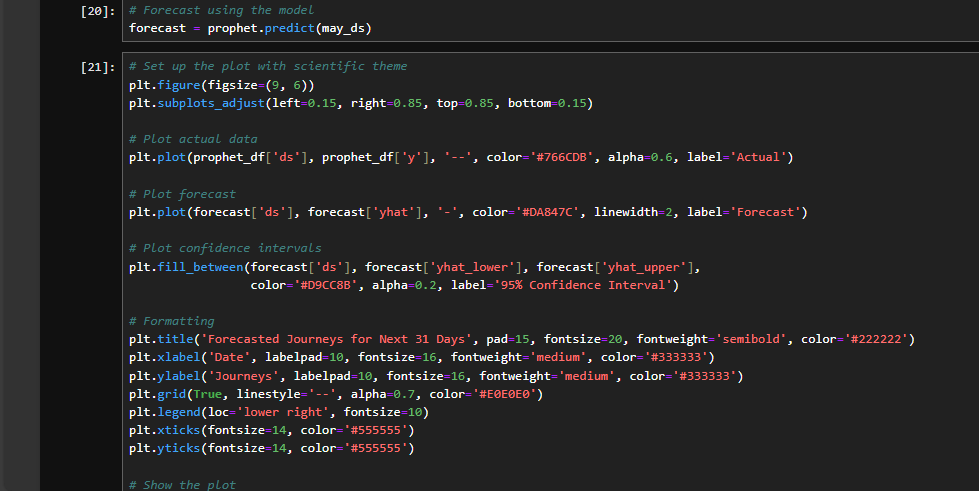 [20]: # Forecast using the model
forecast = prophet.predict(may_ds)
[21]: # Set up the plot with scientific theme
plt.figure(figsize=(9, 6))
plt.subplots_adjust(left=0.15, right=0.85, top=0.85, bottom=0.15)
# Plot actual data
plt.plot(prophet_df['ds'], prophet_df['y'], '--', color='#766CDB', alpha=0.6, label='Actual')
# Plot forecast
plt.plot(forecast['ds'], forecast['yhat'], '-', color='#DA847C', linewidth=2, label='Forecast')
# Plot confidence intervals
plt.fill_between(forecast['ds'], forecast['yhat_lower'], forecast['yhat_upper'],
color='#D9CC8B', alpha=0.2, label='95% Confidence Interval')
# Formatting
plt.title('Forecasted Journeys for Next 31 Days', pad=15, fontsize=20, fontweight='semibold', color='#222222')
plt.xlabel('Date', labelpad=10, fontsize=16, fontweight='medium', color='#333333')
plt.ylabel('Journeys', labelpad=10, fontsize=16, fontweight='medium', color='#333333')
plt.grid(True, linestyle='--', alpha=0.7, color='#E0E0E0')
plt.legend(loc='lower right', fontsize=10)
plt.xticks(fontsize=14, color='#555555')
plt.yticks(fontsize=14, color='#555555')
# Show the plot